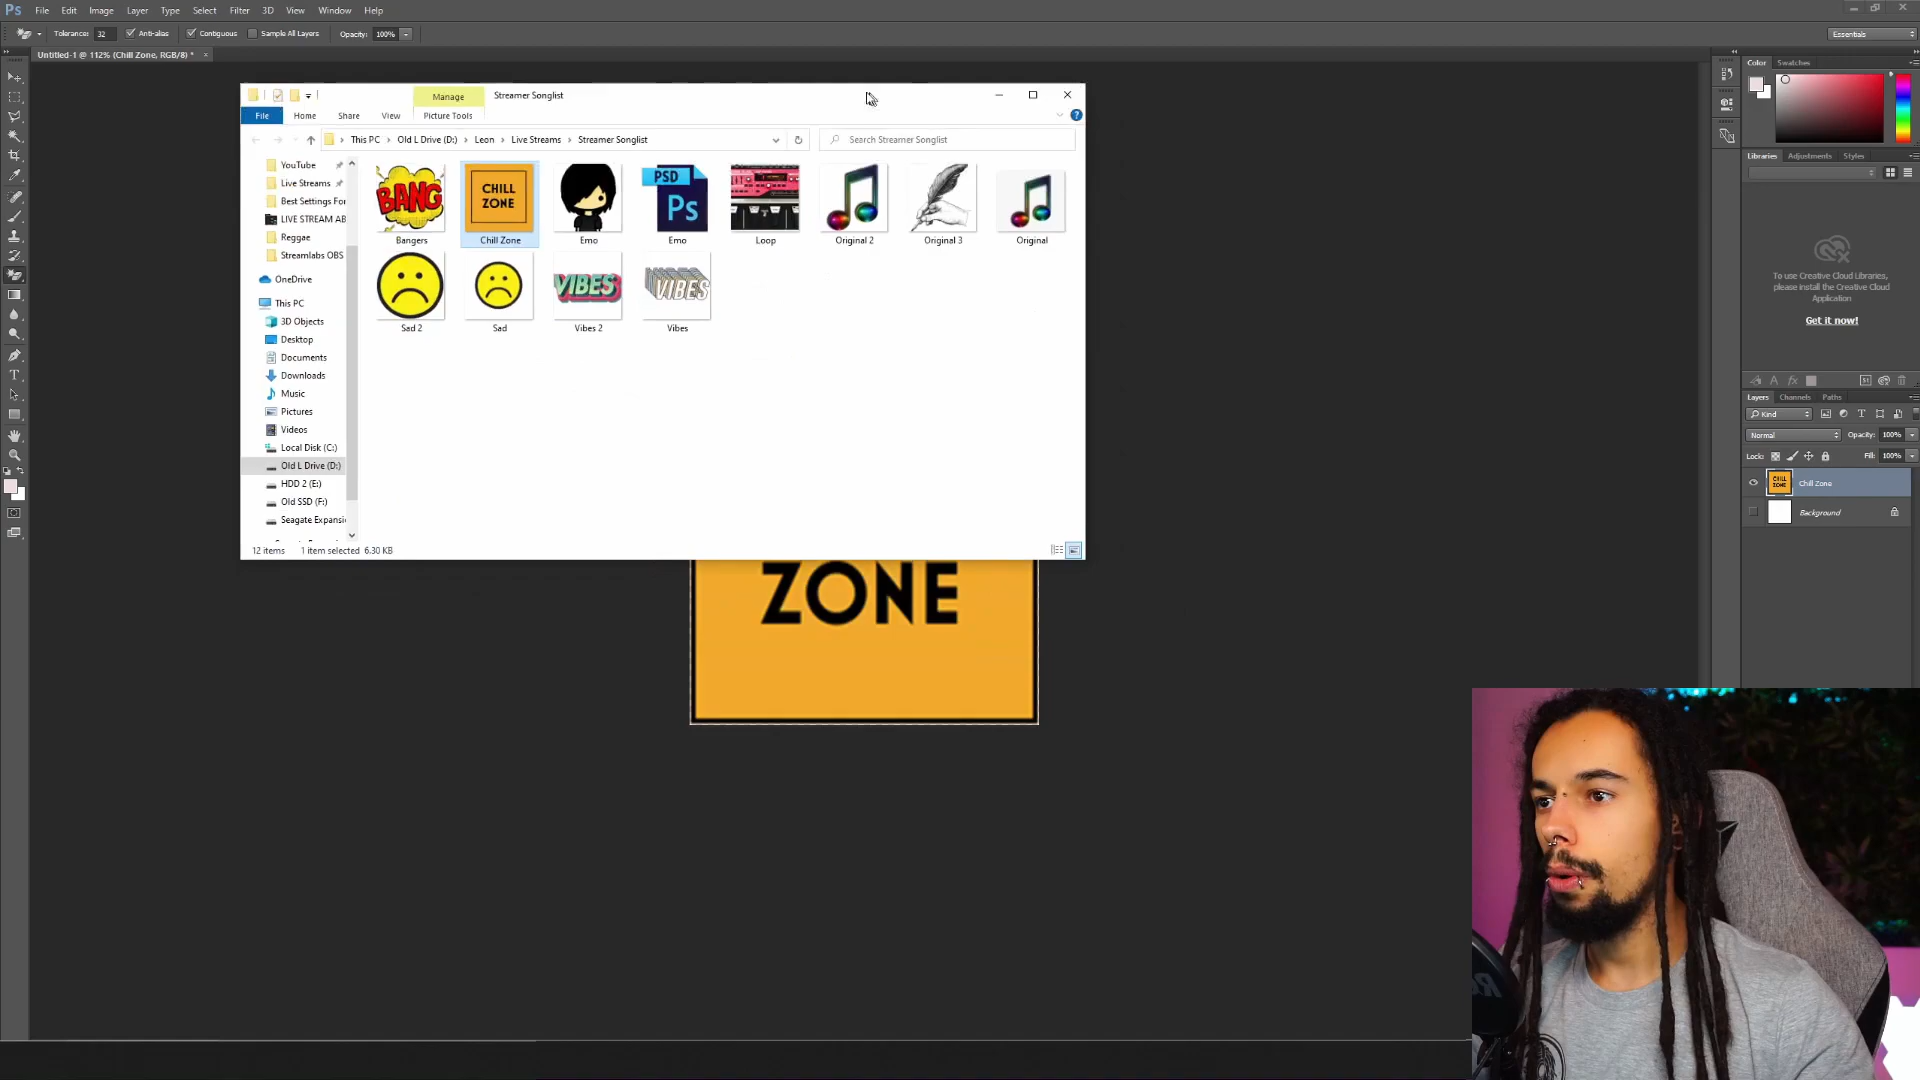 Ps File Edit Image Layer Type Select Filter 3D View Window Help
Tolerance: 32 Anti-alias Contiguous Sample All Layers Opacity: 100% Essentials
Untitled-1 @ 112% (Chill Zone, RGB/8) * ×
Color Swatches
Manage Streamer Songlist
File Home Share View Picture Tools
This PC Old L Drive (D:) Leon Live Streams Streamer Songlist Search Streamer Songlist
Libraries Adjustments Styles
YouTube
Live Streams
Best Settings For
LIVE STREAM AB
Reggae
Streamlabs OBS
OneDrive
This PC
3D Objects
Desktop
Documents
Downloads
Music
Pictures
Videos
Local Disk (C:)
Old L Drive (D:)
HDD 2 (E:)
Old SSD (F:)
Seagate Expansi
BANG
CHILL
ZONE
PSD
Ps
Bangers Chill Zone Emo Emo Loop Original 2 Original 3 Original
VIBES VIBES
Sad 2 Sad Vibes 2 Vibes
12 items 1 item selected 6.30 KB
ZONE
To use Creative Cloud Libraries,
please install the Creative Cloud
Application
Get it now!
Layers Channels Paths
Kind
Normal Opacity: 100%
Lock: Fill: 100%
CHILL
ZONE
Chill Zone
Background